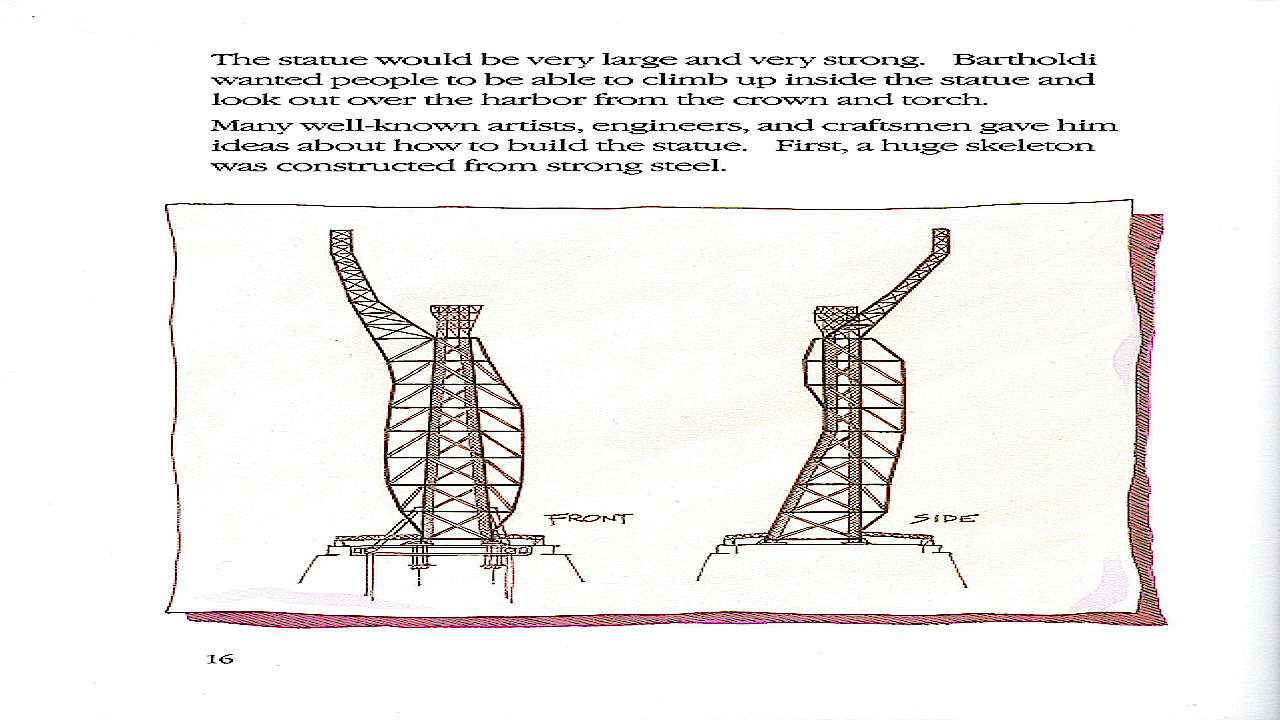 The statue would be very large and very strong. Bartholdi
wanted people to be able to climb up inside the statue and
look out over the harbor from the crown and torch.
Many well-known artists, engineers, and craftsmen gave him
ideas about how to build the statue. First, a huge skeleton
was constructed from strong steel.
FRONT
SIDE
16